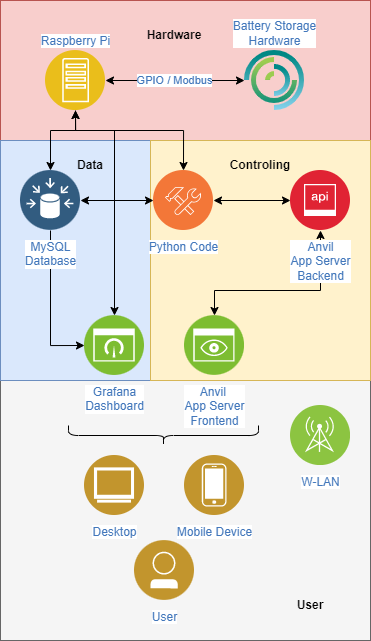 Hardware
Raspberry Pi
Battery Storage
Hardware
GPIO / Modbus
Data
Controling
api
MySQL
Database
Python Code
Anvil
App Server
Backend
Grafana
Dashboard
Anvil
App Server
Frontend
W-LAN
Desktop
Mobile Device
User
User